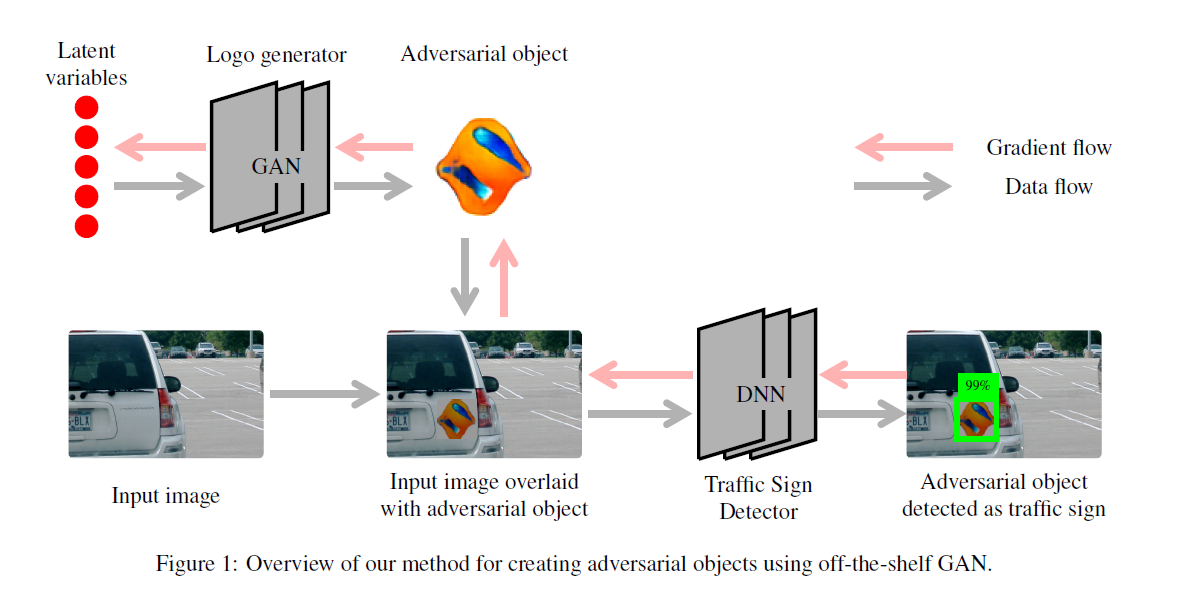 Latent
variables
Logo generator
Adversarial object
GAN
Gradient flow
Data flow
-BLX
-BLX
DNN
99%
Input image
Input image overlaid
with adversarial object
Traffic Sign
Detector
Adversarial object
detected as traffic sign
Figure 1: Overview of our method for creating adversarial objects using off-the-shelf GAN.